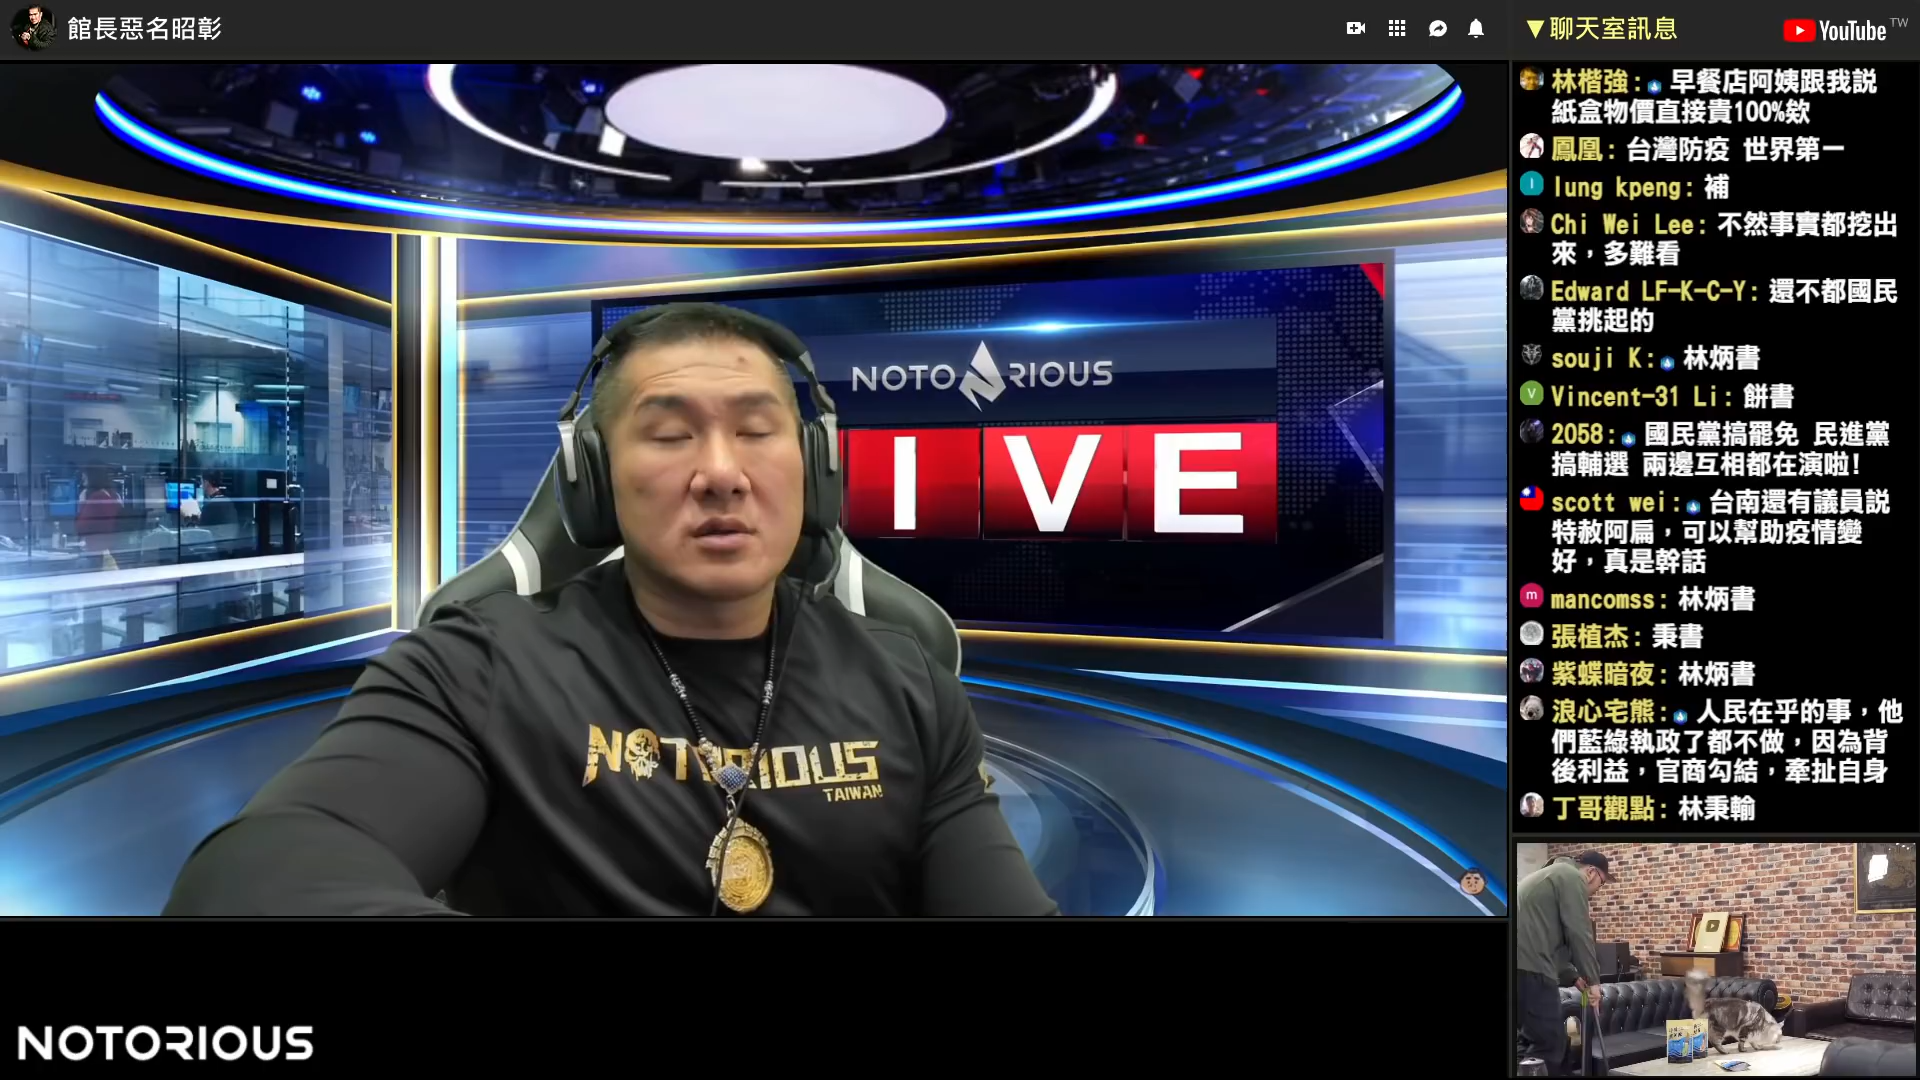 館長惡名昭彰
▼聊天室訊息
YouTube TW
林楷強: 早餐店阿姨跟我説
紙盒物價直接貴100%欸
鳳凰: 台灣防疫 世界第一
lung kpeng: 補
Chi Wei Lee: 不然事實都挖出
來，多難看
Edward LF-K-C-Y: 還不都國民
黨挑起的
souji K: 林炳書
Vincent-31 Li: 餅書
2058: 國民黨搞罷免 民進黨
搞輔選 兩邊互相都在演啦!
scott wei: 台南還有議員説
特赦阿扁，可以幫助疫情變
好，真是幹話
mancomss: 林炳書
張植杰: 秉書
紫蝶暗夜: 林炳書
浪心宅熊: 人民在乎的事，他
們藍綠執政了都不做，因為背
後利益，官商勾結，牽扯自身
丁哥觀點: 林秉輸
NOTORIOUS
IVE
NOTORIOUS
TAIWAN
NOTORIOUS